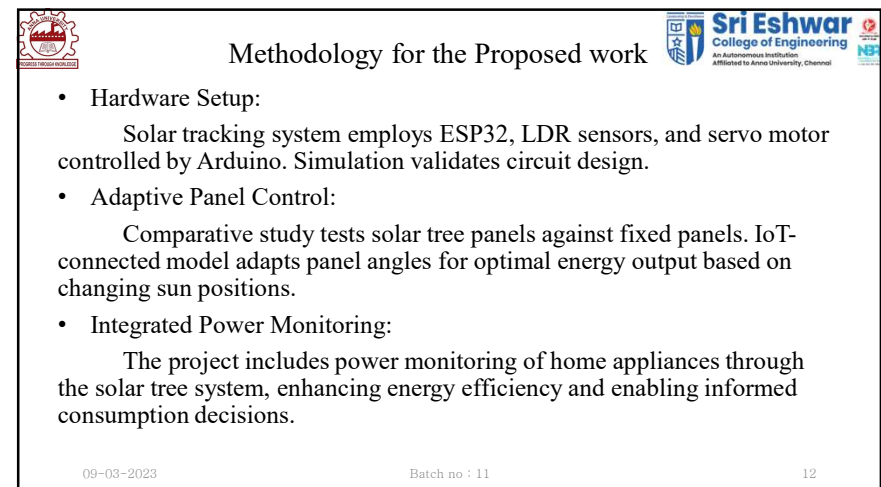 ANNA UNIVERSITY
PROGRESS THROUGH KNOWLEDGE
Methodology for the Proposed work
Sri Eshwar
College of Engineering
An Autonomous Institution
Affiliated to Anna University, Chennai
• Hardware Setup:
Solar tracking system employs ESP32, LDR sensors, and servo motor
controlled by Arduino. Simulation validates circuit design.
• Adaptive Panel Control:
Comparative study tests solar tree panels against fixed panels. IoT-
connected model adapts panel angles for optimal energy output based on
changing sun positions.
• Integrated Power Monitoring:
The project includes power monitoring of home appliances through
the solar tree system, enhancing energy efficiency and enabling informed
consumption decisions.
09-03-2023
Batch no : 11
12